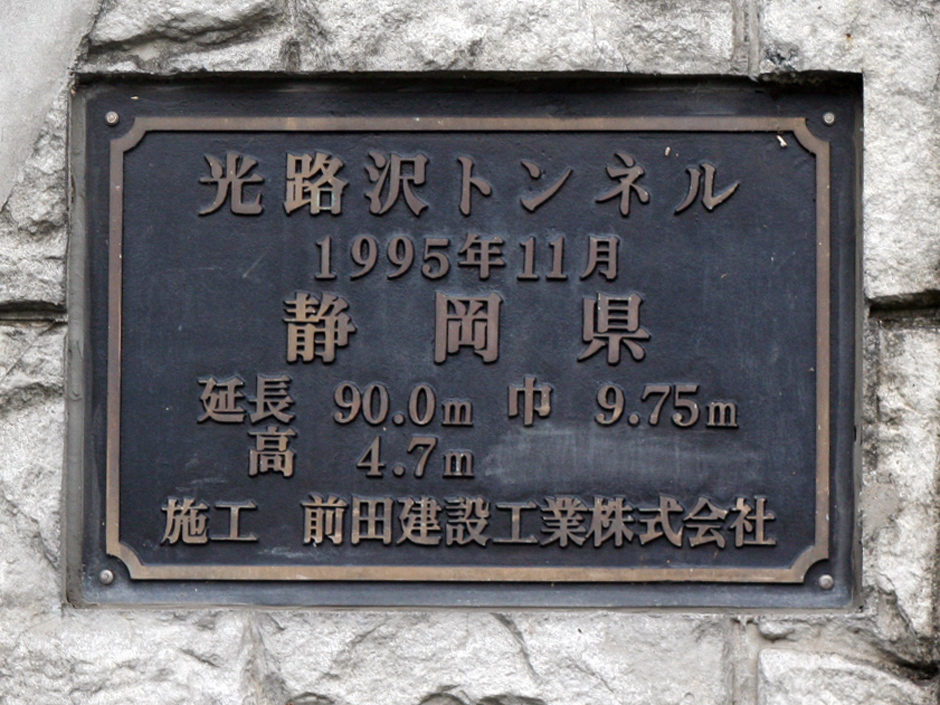 光路沢トンネル
1995年11月
静岡県
延長 90.0m 巾 9.75m
高 4.7m
施工 前田建設工業株式会社